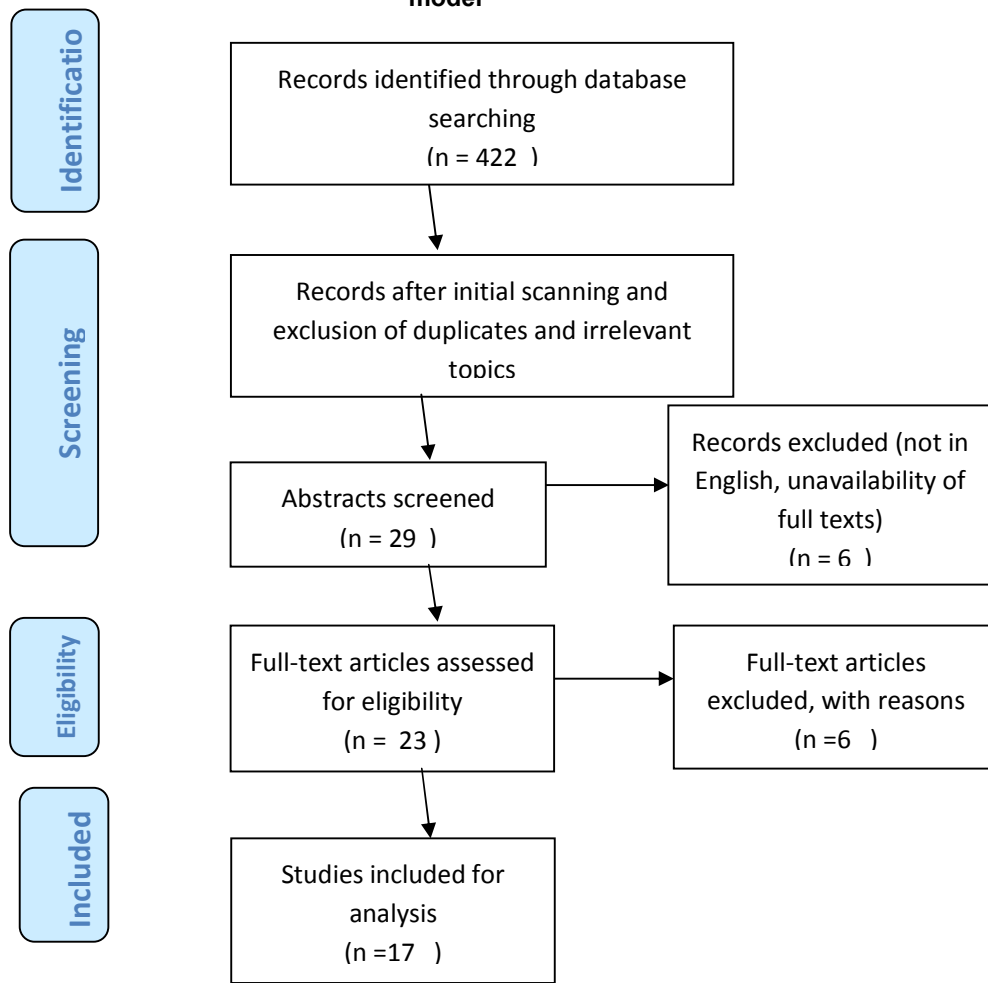 model
Identificatio
Records identified through database
searching
(n = 422 )
Screening
Records after initial scanning and
exclusion of duplicates and irrelevant
topics
Records excluded (not in
English, unavailability of
full texts)
(n = 6 )
Abstracts screened
(n = 29 )
Eligibility
Full-text articles assessed
for eligibility
(n = 23 )
Full-text articles
excluded, with reasons
(n =6 )
Included
Studies included for
analysis
(n =17 )